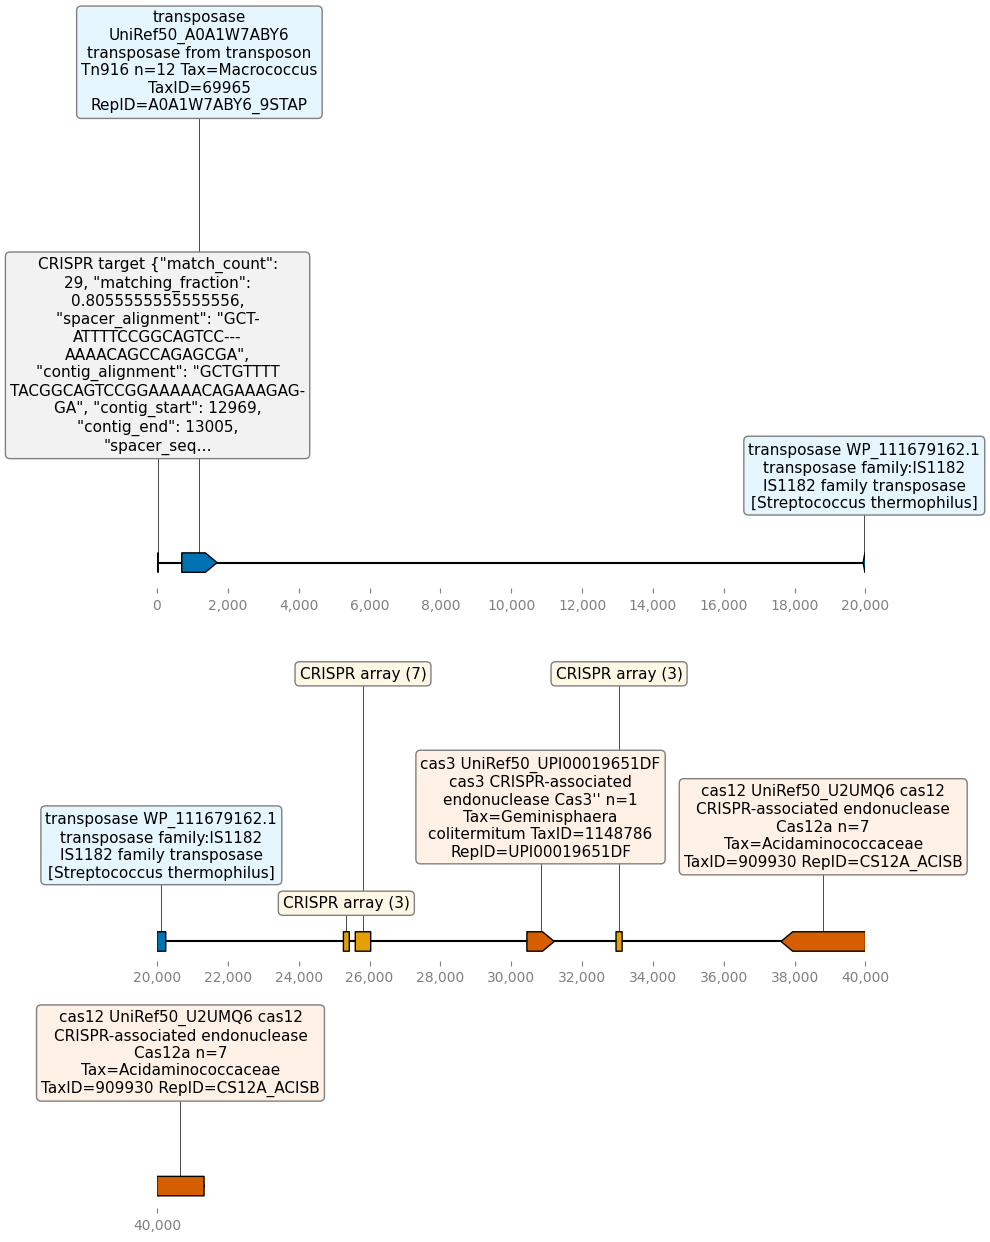 transposase
UniRef50_A0A1W7ABY6
transposase from transposon
Tn916 n=12 Tax=Macrococcus
TaxID=69965
RepID=A0A1W7ABY6_9STAP
CRISPR target {"match_count":
29, "matching_fraction":
0.8055555555555556,
"spacer_alignment": "GCT-
ATTTTCCGGCAGTCC---
AAAACAGCCAGAGCGA",
"contig_alignment": "GCTGTTTT
TACGGCAGTCCGGAAAAACAGAAAGAG-
GA", "contig_start": 12969,
"contig_end": 13005,
"spacer_seq...
transposase WP_111679162.1
transposase family:IS1182
IS1182 family transposase
[Streptococcus thermophilus]
0 2,000 4,000 6,000 8,000 10,000 12,000 14,000 16,000 18,000 20,000
CRISPR array (7)
CRISPR array (3)
cas3 UniRef50_UPI00019651DF
cas3 CRISPR-associated
endonuclease Cas3'' n=1
Tax=Geminisphaera
colitermitum TaxID=1148786
RepID=UPI00019651DF
cas12 UniRef50_U2UMQ6 cas12
CRISPR-associated endonuclease
Cas12a n=7
Tax=Acidaminococcaceae
TaxID=909930 RepID=CS12A_ACISB
transposase WP_111679162.1
transposase family:IS1182
IS1182 family transposase
[Streptococcus thermophilus]
CRISPR array (3)
20,000 22,000 24,000 26,000 28,000 30,000 32,000 34,000 36,000 38,000 40,000
cas12 UniRef50_U2UMQ6 cas12
CRISPR-associated endonuclease
Cas12a n=7
Tax=Acidaminococcaceae
TaxID=909930 RepID=CS12A_ACISB
40,000